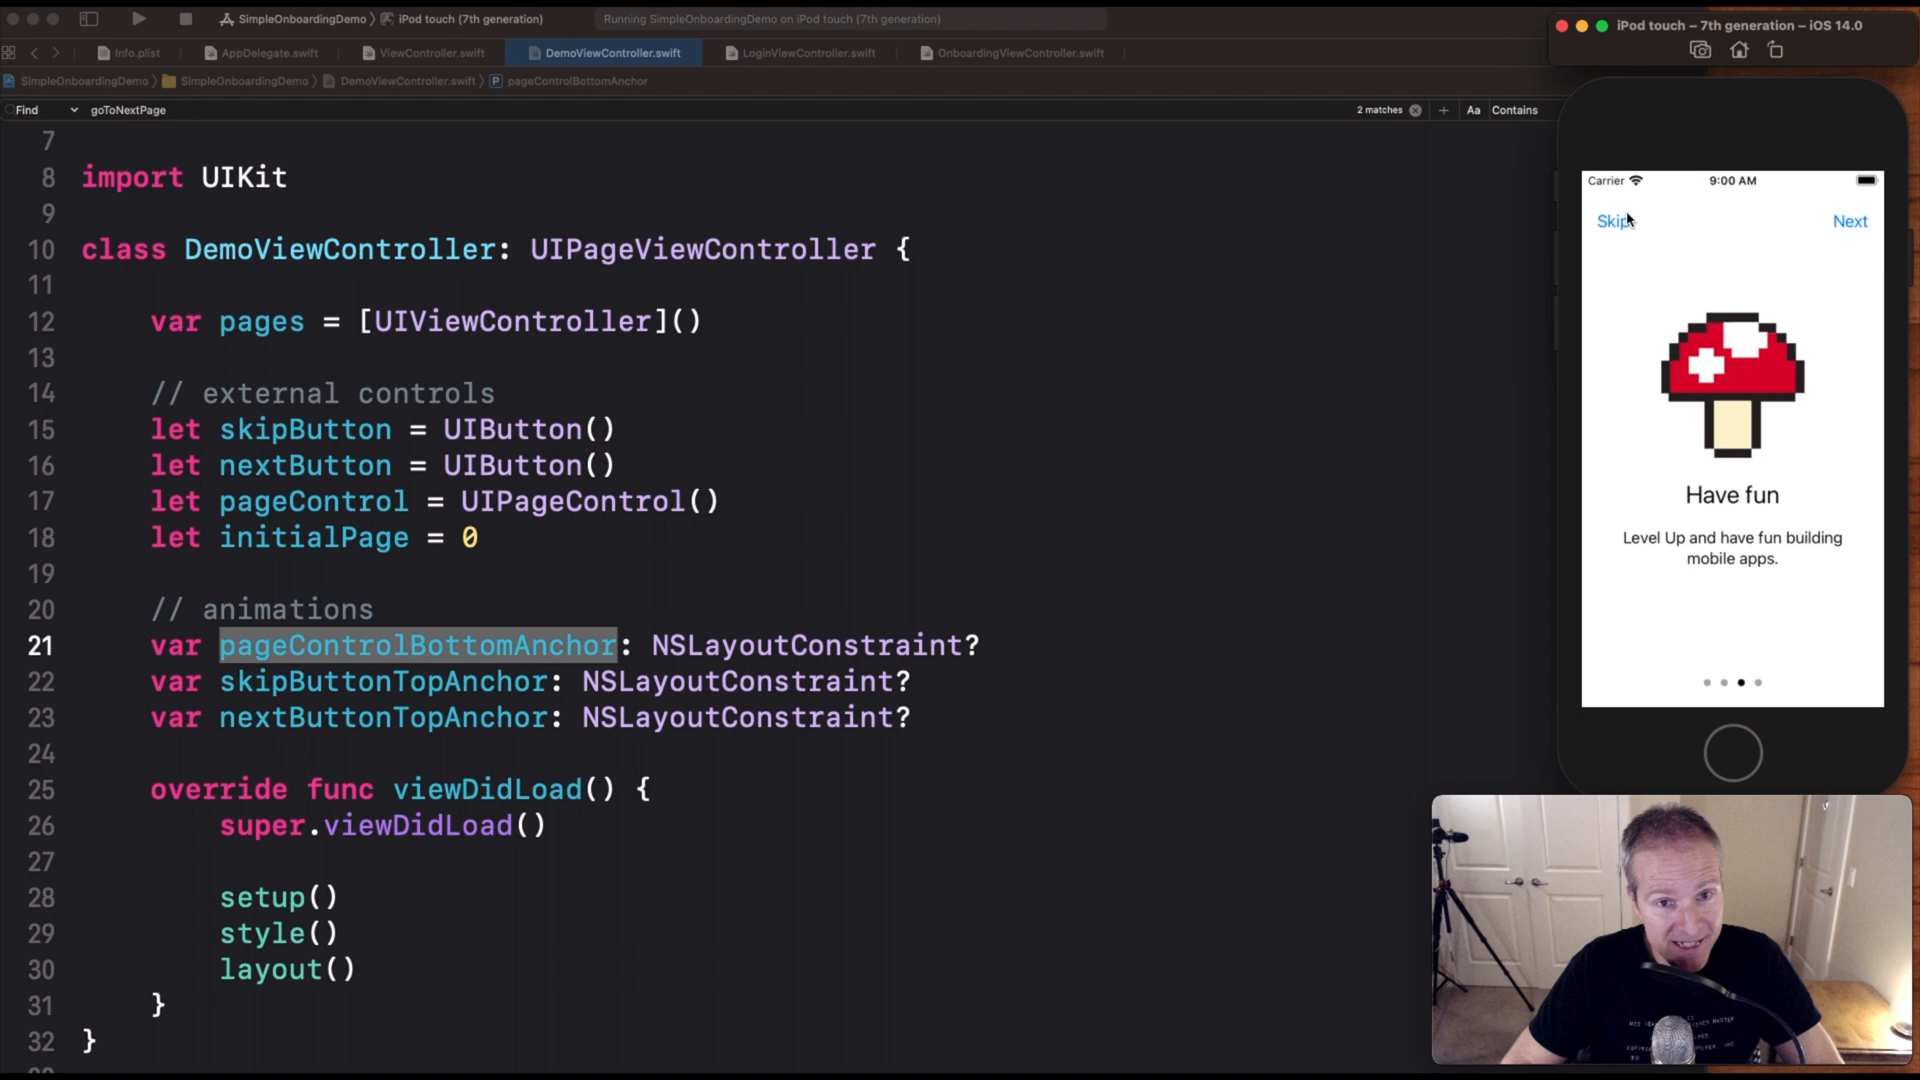 SimpleOnboardingDemo 〉 iPod touch (7th generation)
Running SimpleOnboardingDemo on iPod touch (7th generation)
Info.plist
AppDelegate.swift
ViewController.swift
DemoViewController.swift
LoginViewController.swift
OnboardingViewController.swift
SimpleOnboardingDemo 〉 SimpleOnboardingDemo 〉 DemoViewController.swift 〉 P pageControlBottomAnchor
Find goToNextPage 2 matches Aa Contains
7
8 import UIKit
9
10 class DemoViewController: UIPageViewController {
11
12 var pages = [UIViewController]()
13
14 // external controls
15 let skipButton = UIButton()
16 let nextButton = UIButton()
17 let pageControl = UIPageControl()
18 let initialPage = 0
19
20 // animations
21 var pageControlBottomAnchor: NSLayoutConstraint?
22 var skipButtonTopAnchor: NSLayoutConstraint?
23 var nextButtonTopAnchor: NSLayoutConstraint?
24
25 override func viewDidLoad() {
26 super.viewDidLoad()
27
28 setup()
29 style()
30 layout()
31 }
32 }
iPod touch – 7th generation – iOS 14.0
Carrier 9:00 AM
Skip Next
Have fun
Level Up and have fun building
mobile apps.